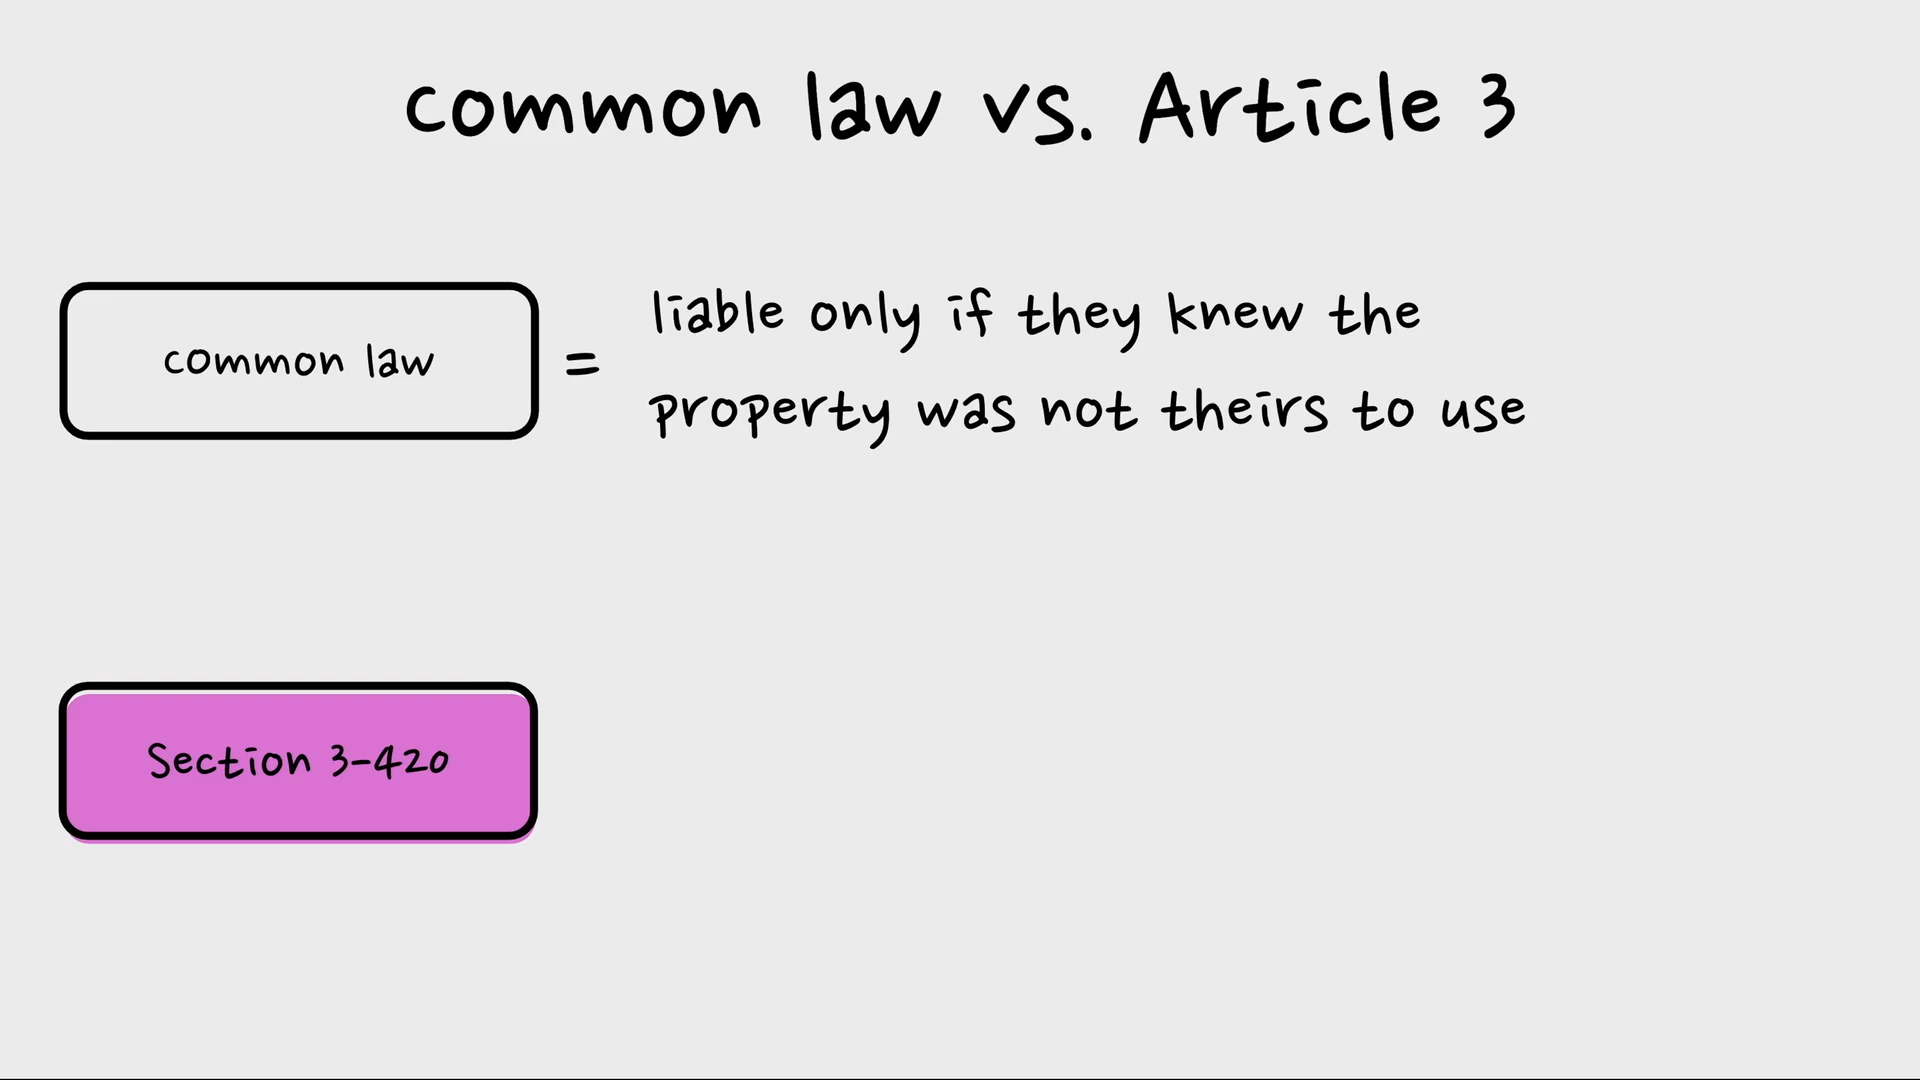 common law vs. Article 3
common law
=
liable only if they knew the
property was not theirs to use
Section 3-420